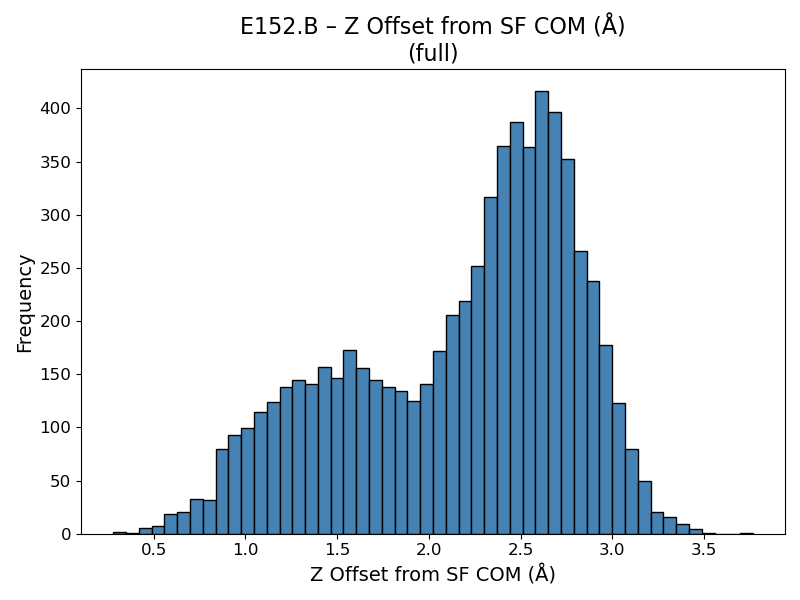 E152.B – Z Offset from SF COM (Å)
(full)
400
350
300
250
200
150
100
50
0
Frequency
0.5 1.0 1.5 2.0 2.5 3.0 3.5
Z Offset from SF COM (Å)